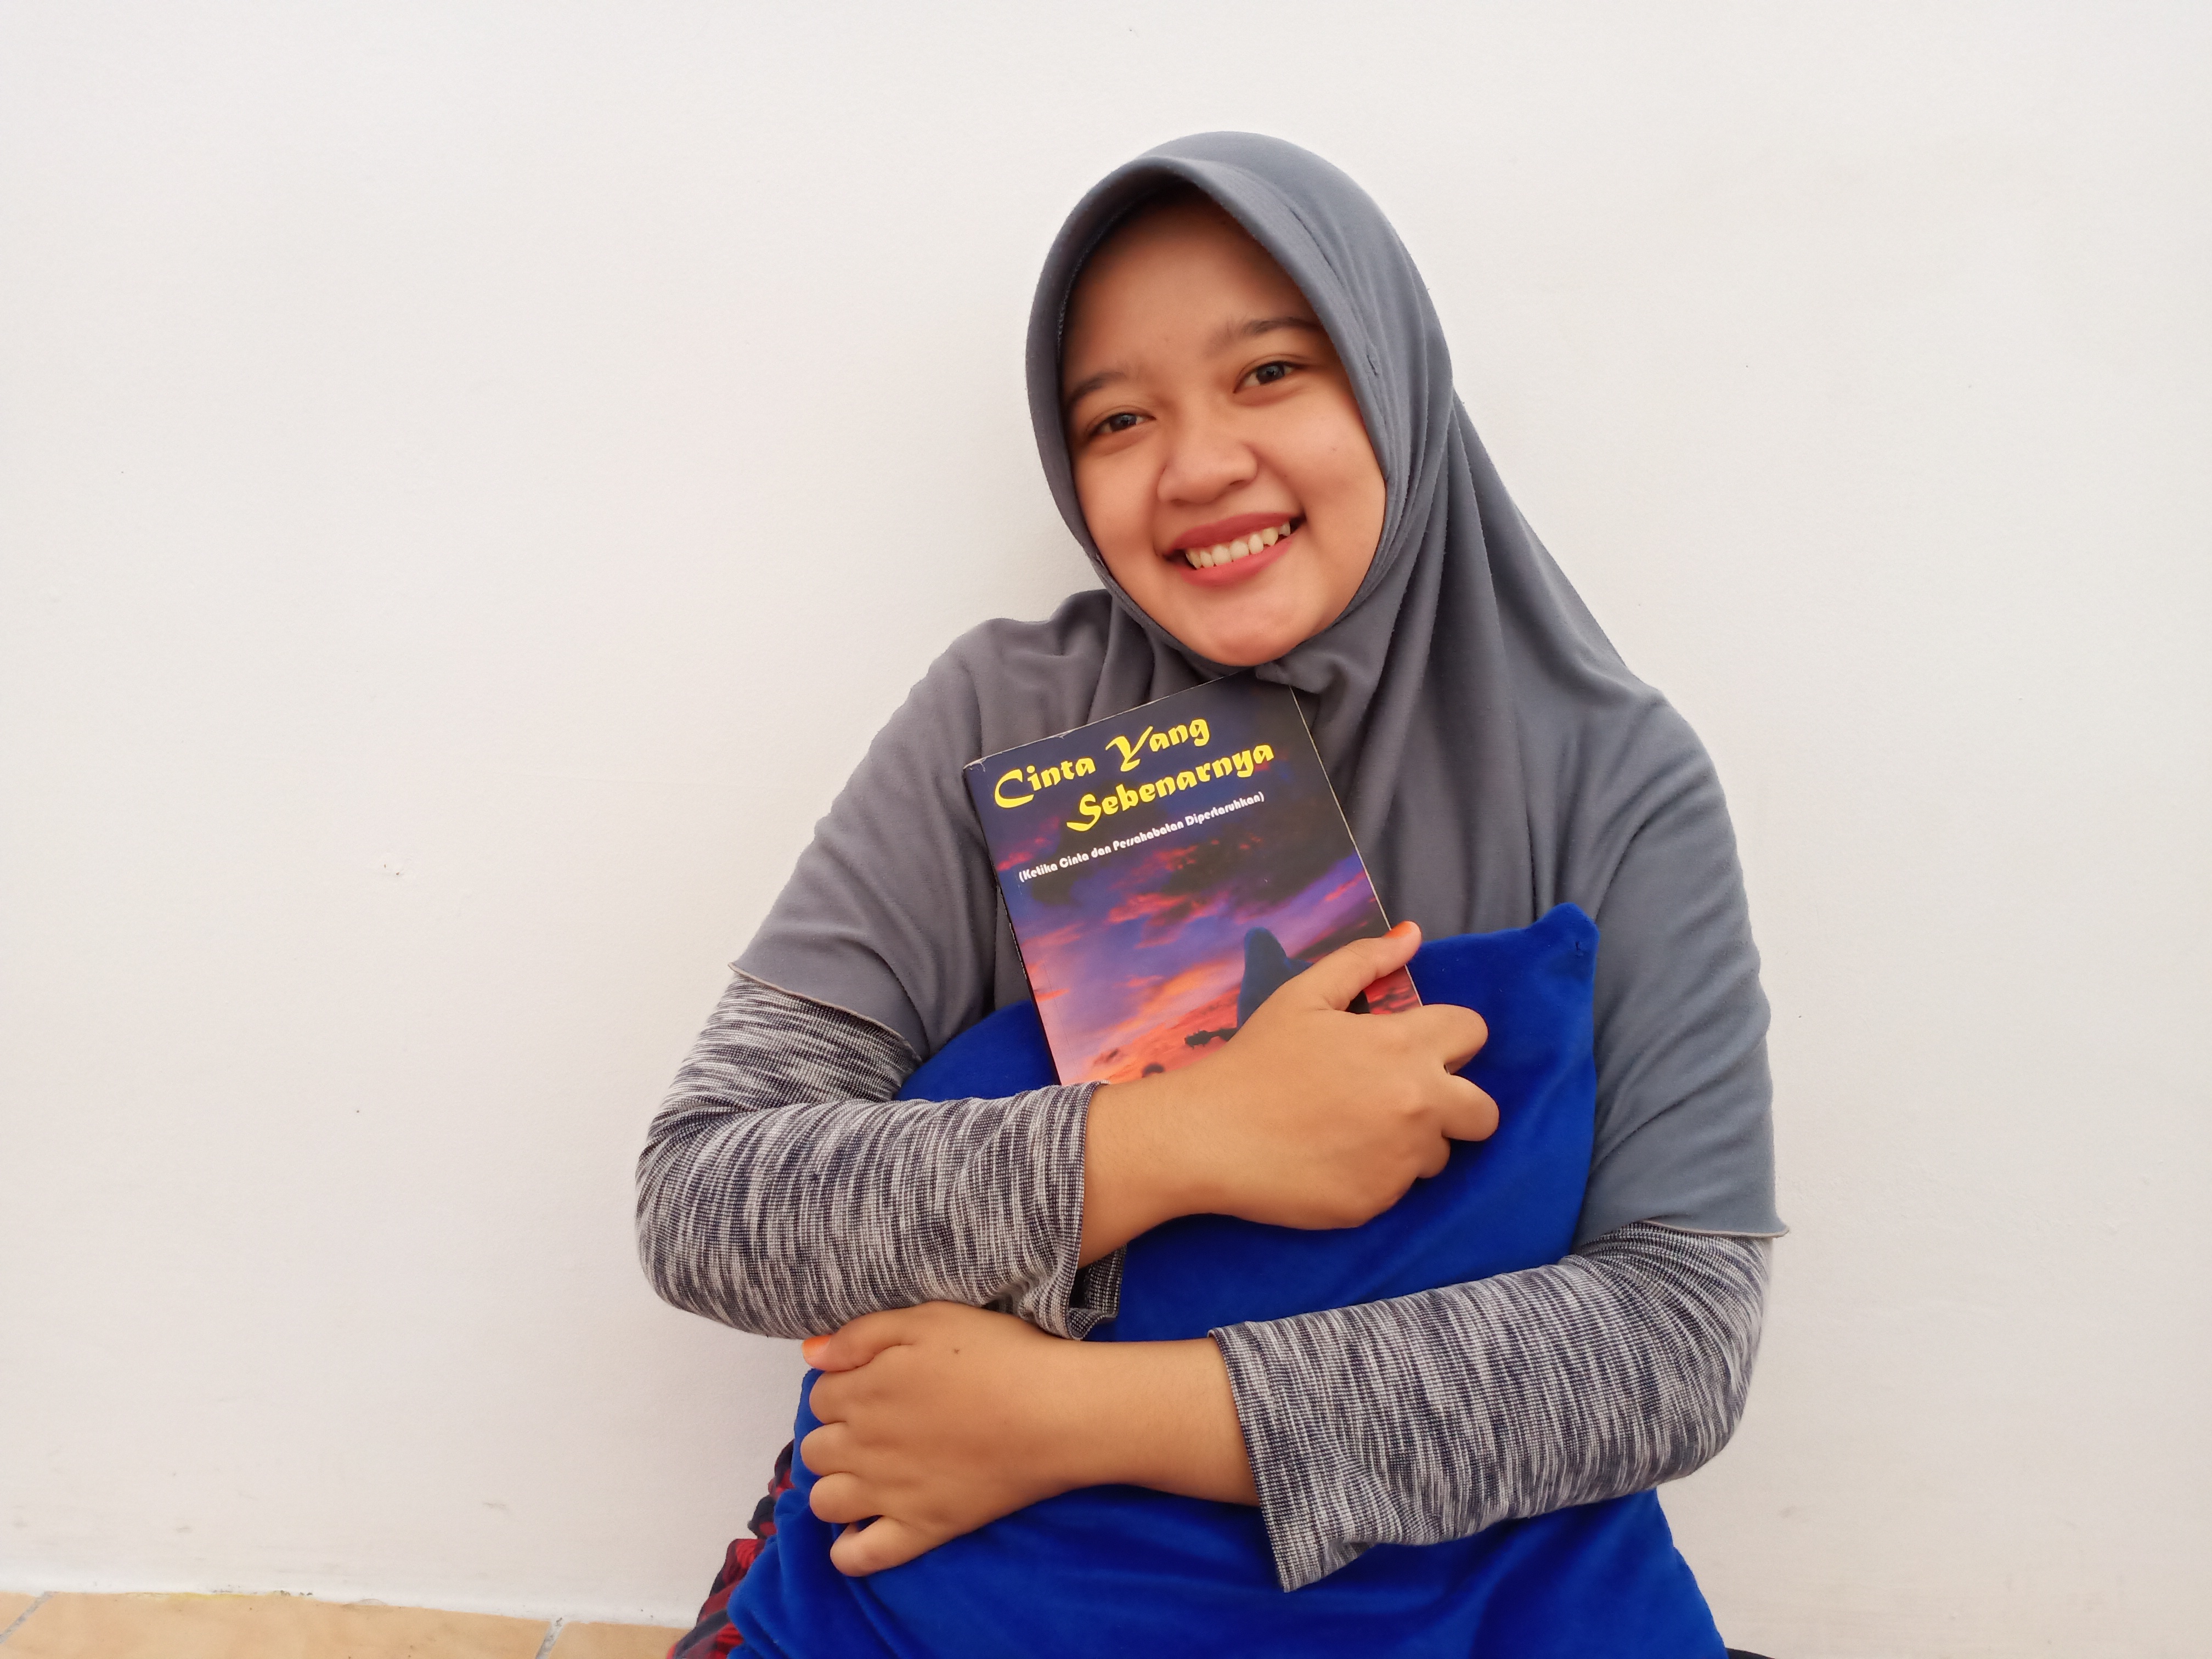 Cinta Yang
Sebenarnya
(Ketika Cinta dan Persahabatan Dipertaruhkan)